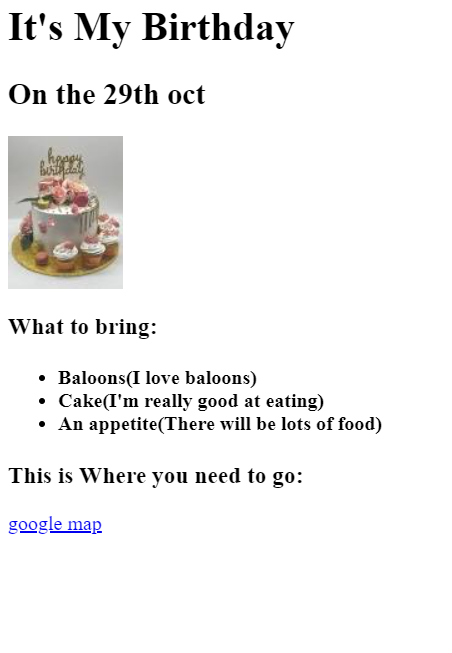 It's My Birthday
On the 29th oct
happy
birthday
What to bring:
Baloons(I love baloons)
Cake(I'm really good at eating)
An appetite(There will be lots of food)
This is Where you need to go:
google map